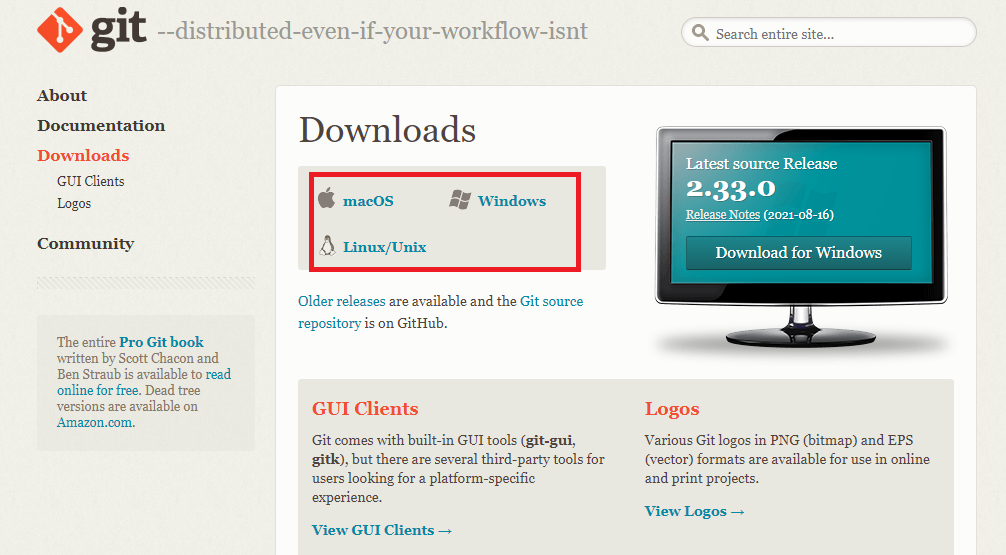 git --distributed-even-if-your-workflow-isnt
Search entire site...
About
Documentation
Downloads
GUI Clients
Logos
Community
The entire Pro Git book
written by Scott Chacon and
Ben Straub is available to read
online for free. Dead tree
versions are available on
Amazon.com.
Downloads
macOS
Windows
Linux/Unix
Older releases are available and the Git source
repository is on GitHub.
Latest source Release
2.33.0
Release Notes (2021-08-16)
Download for Windows
GUI Clients
Git comes with built-in GUI tools (git-gui,
gitk), but there are several third-party tools for
users looking for a platform-specific
experience.
View GUI Clients →
Logos
Various Git logos in PNG (bitmap) and EPS
(vector) formats are available for use in online
and print projects.
View Logos →